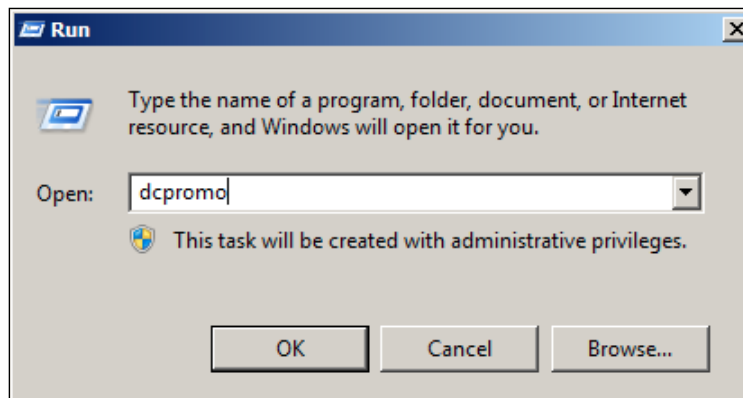 Run
Type the name of a program, folder, document, or Internet
resource, and Windows will open it for you.
Open: dcpromo
This task will be created with administrative privileges.
OK Cancel Browse...